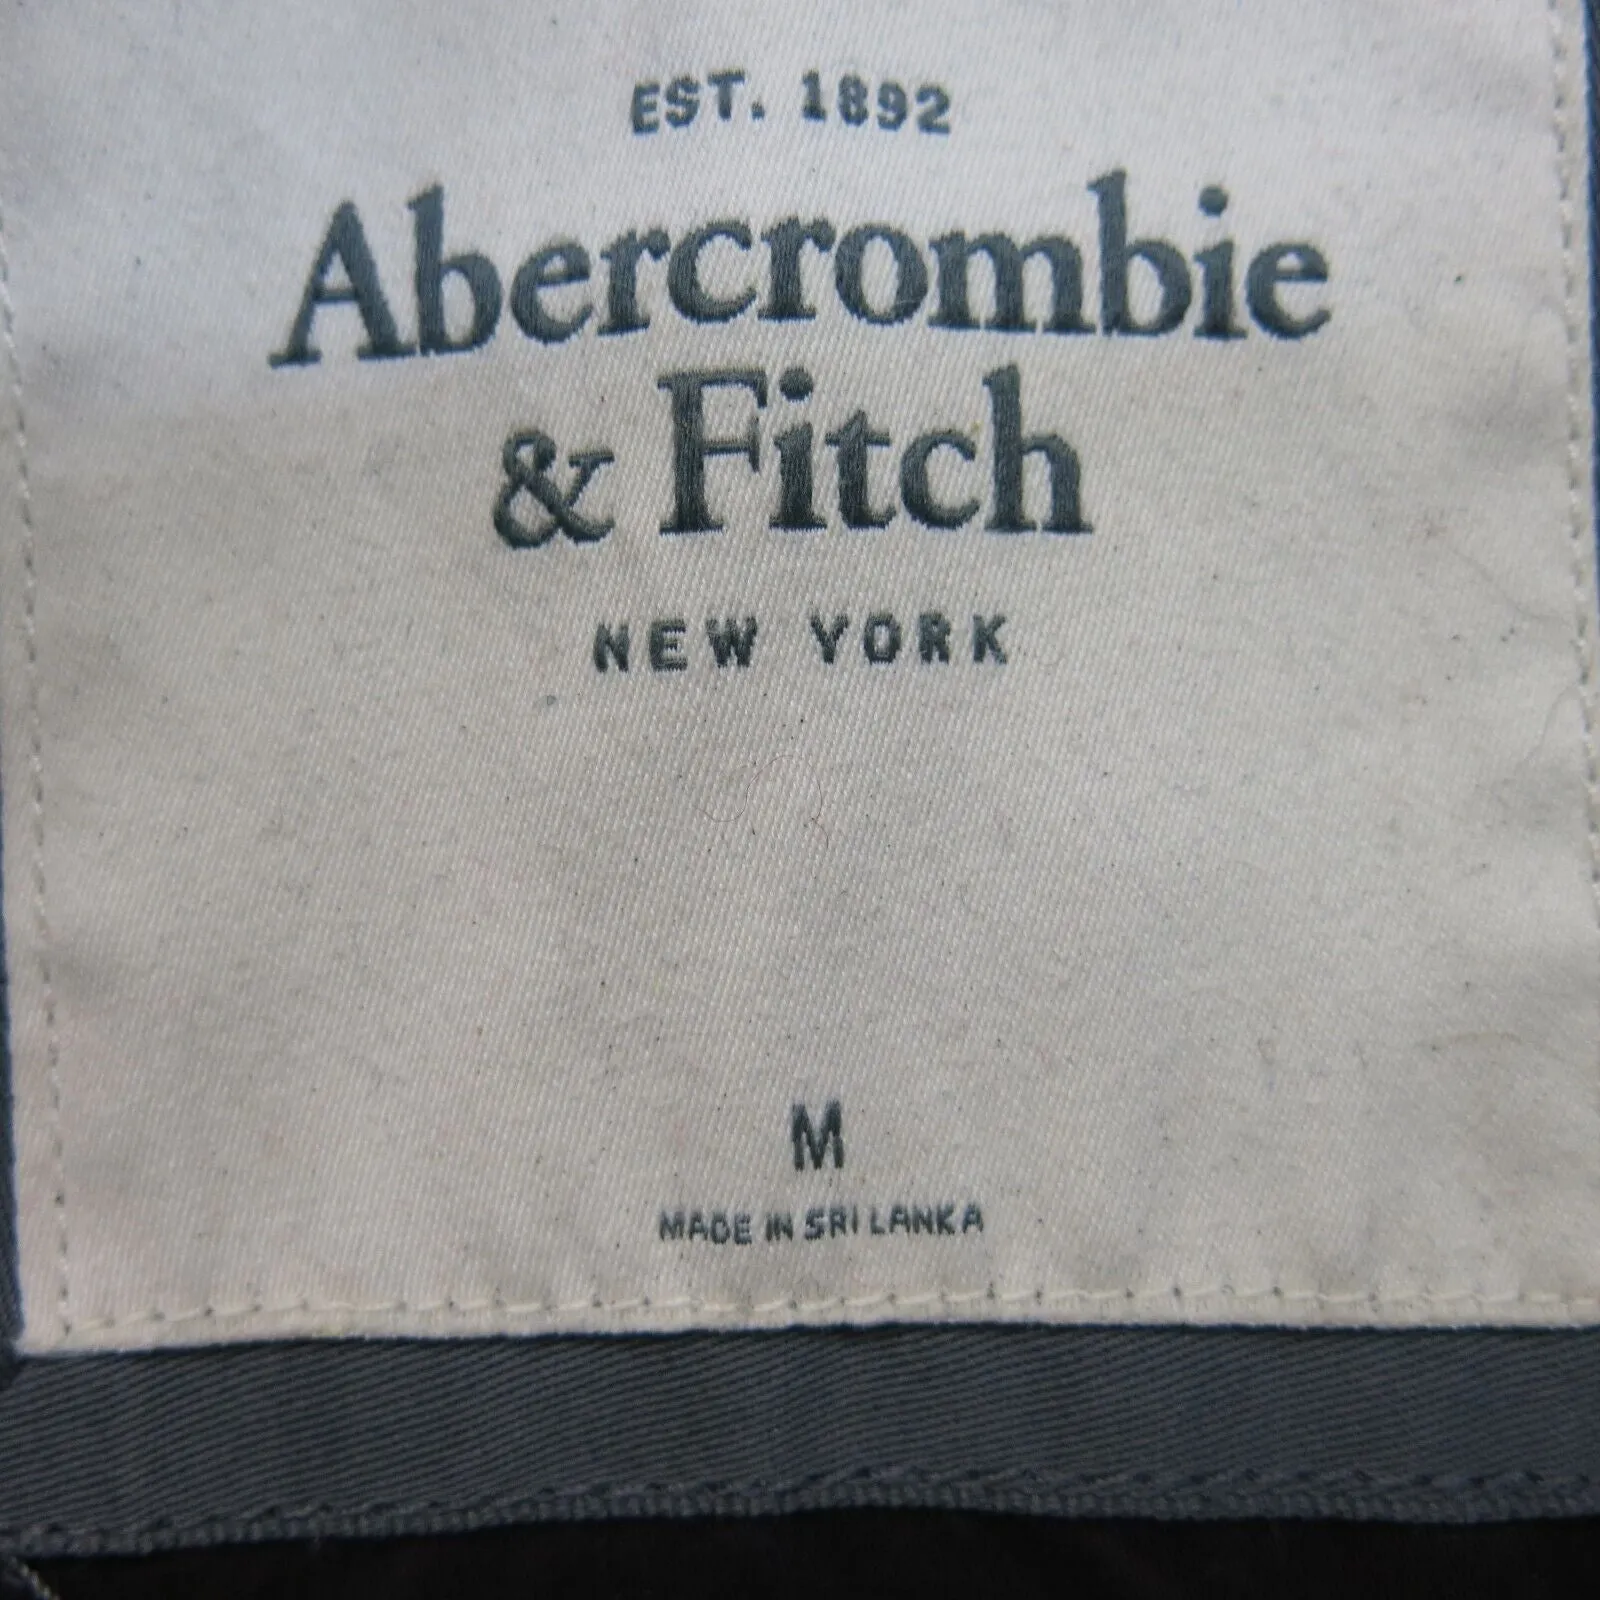 EST. 1892
Abercrombie
& Fitch
NEW YORK
M
MADE IN SRI LANKA